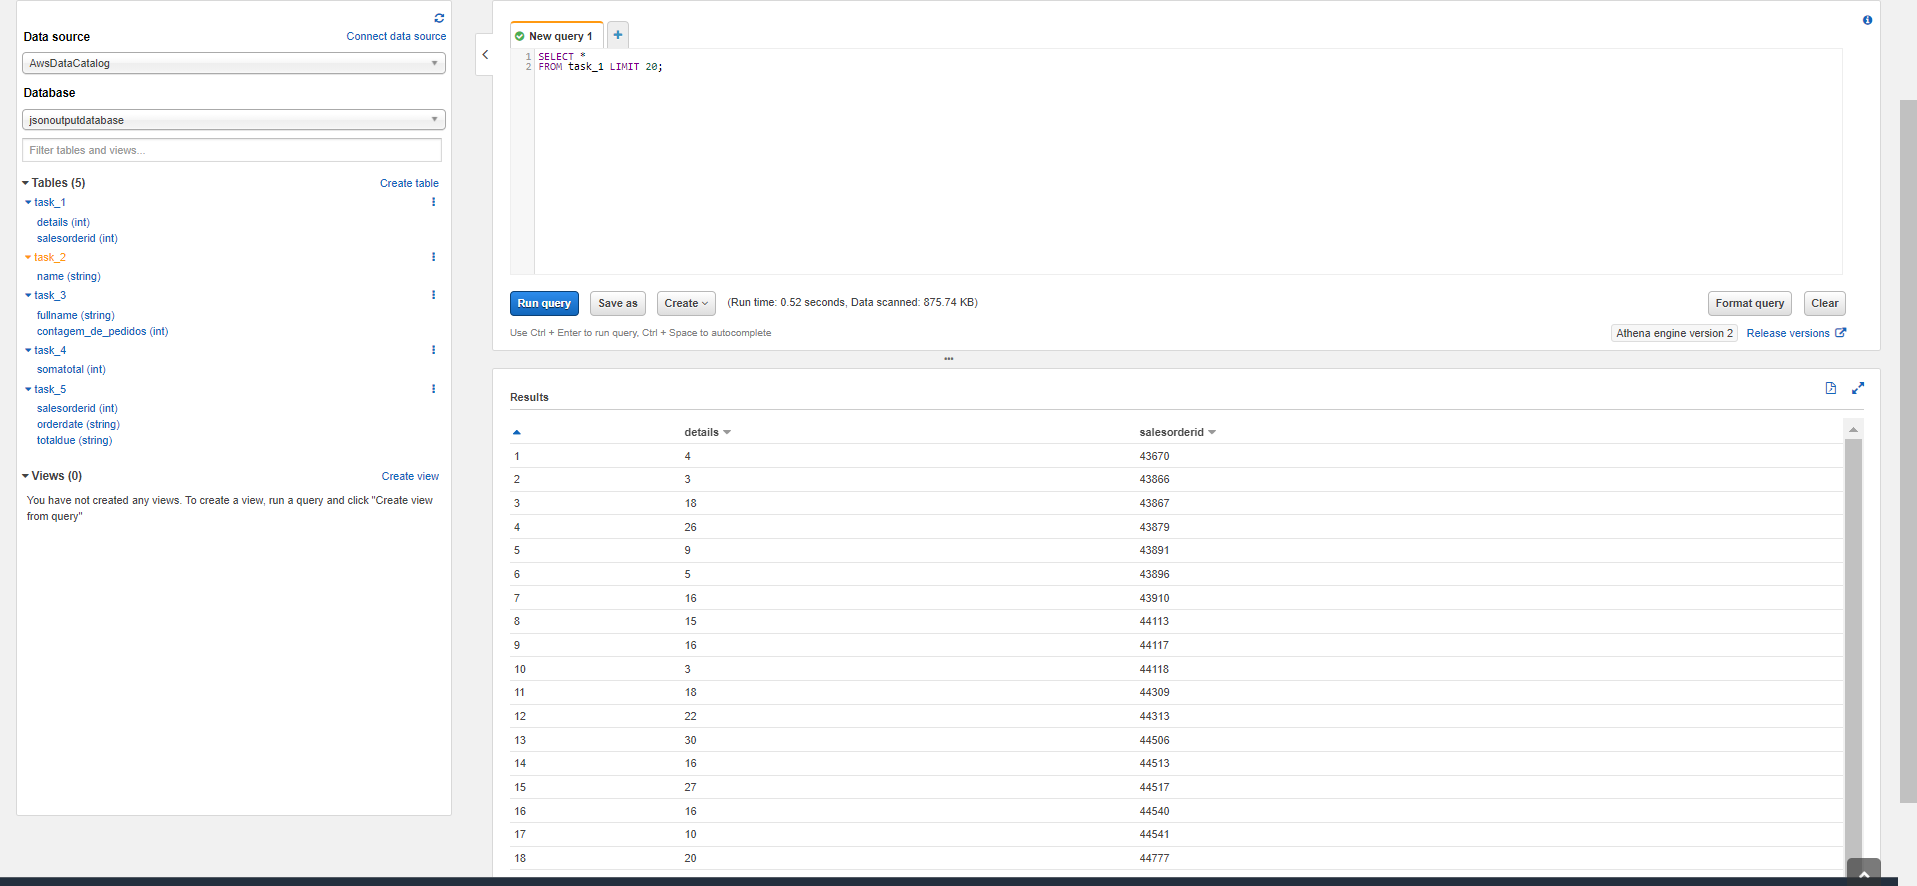 Data source
Connect data source
AwsDataCatalog
Database
jsonoutputdatabase
Filter tables and views...
Tables (5)
Create table
task_1
details (int)
salesorderid (int)
task_2
name (string)
task_3
fullname (string)
contagem_de_pedidos (int)
task_4
somatotal (int)
task_5
salesorderid (int)
orderdate (string)
totaldue (string)
Views (0)
Create view
You have not created any views. To create a view, run a query and click "Create view
from query"
New query 1
+
1 SELECT *
2 FROM task_1 LIMIT 20;
Run query
Save as
Create
(Run time: 0.52 seconds, Data scanned: 875.74 KB)
Format query
Clear
Use Ctrl + Enter to run query, Ctrl + Space to autocomplete
Athena engine version 2
Release versions
Results
details salesorderid
1 4 43670
2 3 43866
3 18 43867
4 26 43879
5 9 43891
6 5 43896
7 16 43910
8 15 44113
9 16 44117
10 3 44118
11 18 44309
12 22 44313
13 30 44506
14 16 44513
15 27 44517
16 16 44540
17 10 44541
18 20 44777